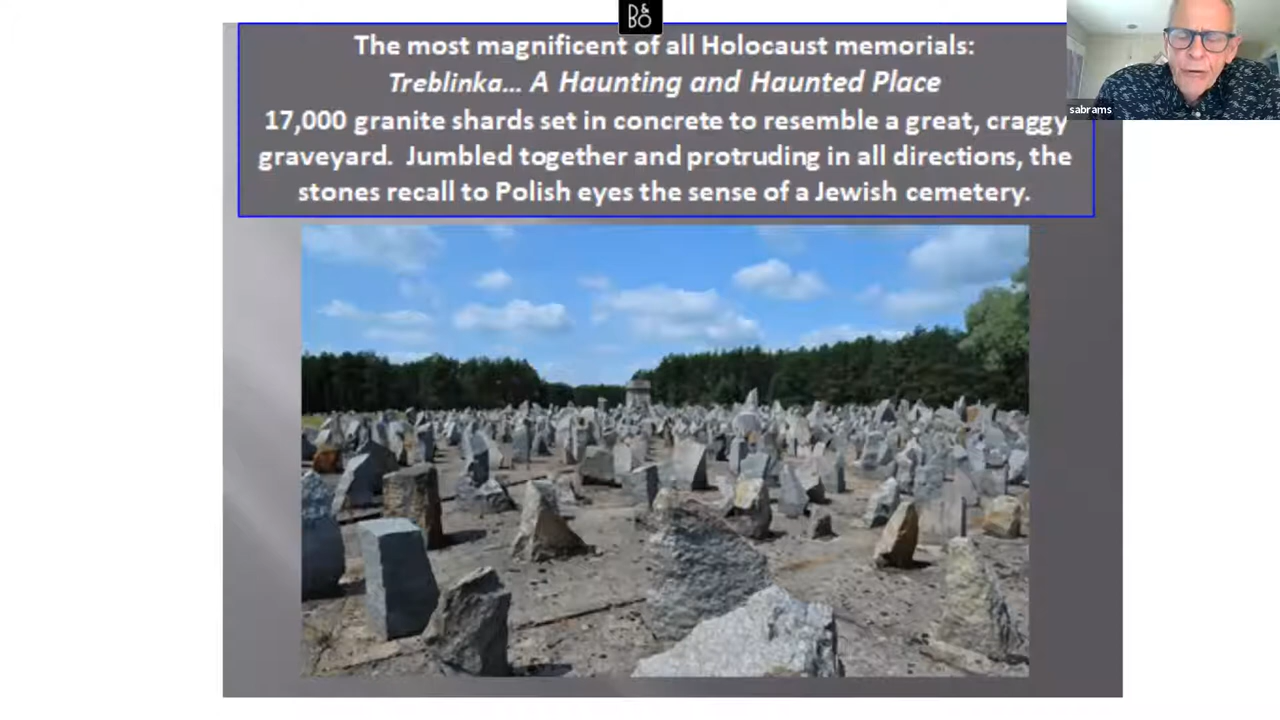 B&O
The most magnificent of all Holocaust memorials:
Treblinka... A Haunting and Haunted Place
17,000 granite shards set in concrete to resemble a great, craggy
graveyard. Jumbled together and protruding in all directions, the
stones recall to Polish eyes the sense of a Jewish cemetery.
sabrams